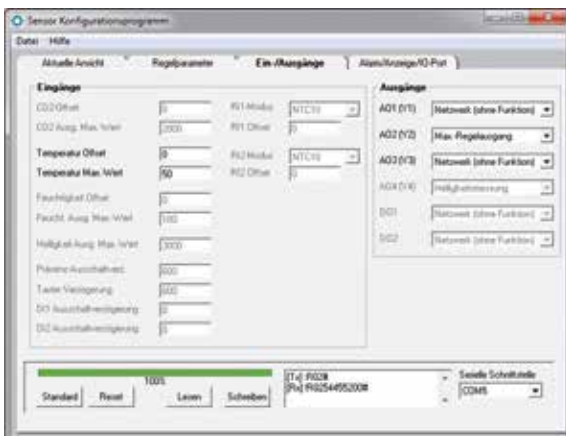 Sensor Konfigurationsprogramm
Datei Hilfe
Aktuelle Ansicht
Regelparameter
Ein-/Ausgänge
Alarm/Anzeige/IO-Port
Eingänge
CO2 Offset 0
CO2 Ausg. Max. Wert 2000
Temperatur Offset 0
Temperatur Max. Wert 50
Feuchtigkeit Offset 0
Feucht. Ausg. Max. Wert 100
Helligkeit Ausg. Max. Wert 3000
Präsenz Ausschaltverz. 600
Taster Verzögerung 600
DI1 Ausschaltverzögerung 0
DI2 Ausschaltverzögerung 0
RI1-Modus NTC10
RI1 Offset 0
RI2-Modus NTC10
RI2 Offset 0
Ausgänge
AO1 (Y1) Netzwerk (ohne Funktion)
AO2 (Y2) Max.-Regelausgang
AO3 (Y3) Netzwerk (ohne Funktion)
AO4 (Y4) Helligkeitsmessung
DO1 Netzwerk (ohne Funktion)
DO2 Netzwerk (ohne Funktion)
100%
Standard Reset Lesen Schreiben
[Tx] !R02#
[Rx] !R0254455200#
Serielle Schnittstelle
COM5